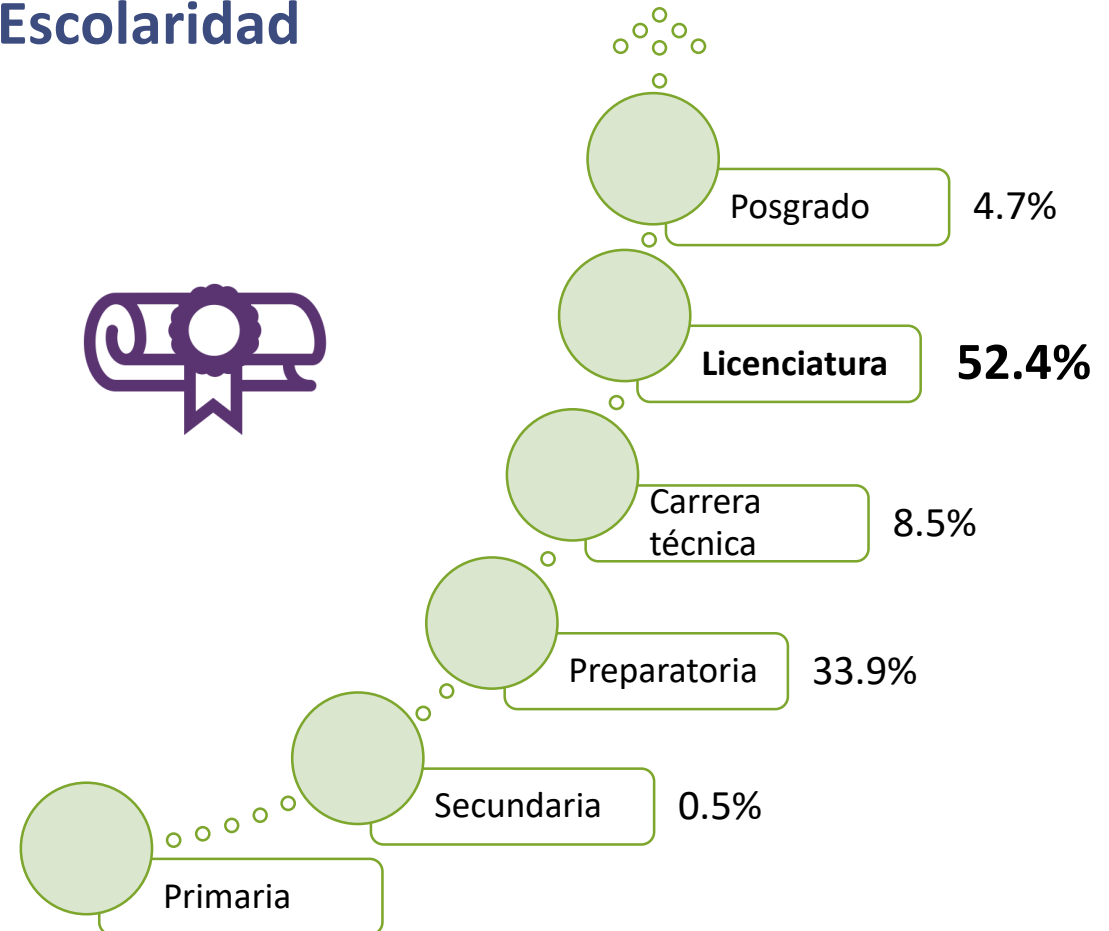 Escolaridad
Posgrado 4.7%
Licenciatura 52.4%
Carrera
técnica 8.5%
Preparatoria 33.9%
Secundaria 0.5%
Primaria